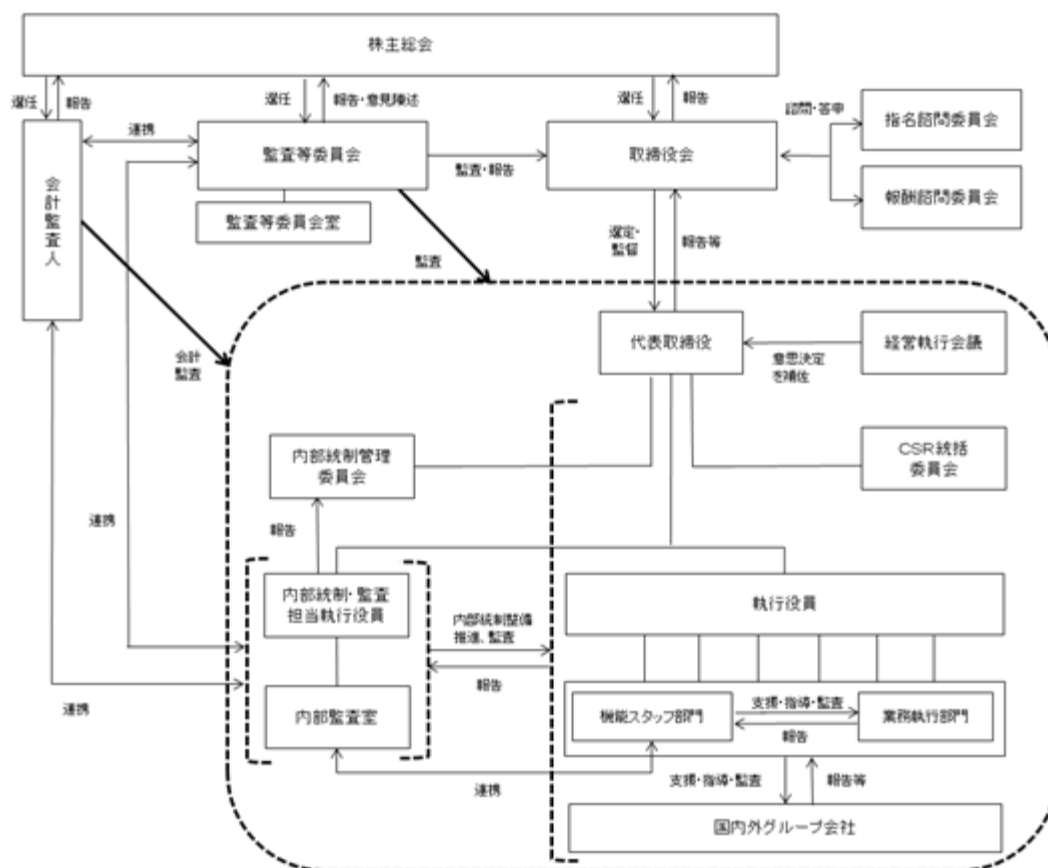 株主総会
選任
報告
選任
報告・意見陳述
選任
報告
会計監査人
連携
監査等委員会
監査・報告
取締役会
諮問・答申
指名諮問委員会
報酬諮問委員会
監査等委員会室
監査
選定・
監督
報告等
会計
監査
代表取締役
意思決定
を補佐
経営執行会議
内部統制管理
委員会
CSR統括
委員会
連携
報告
内部統制・監査
担当執行役員
内部統制整備
推進、監査
報告
執行役員
連携
内部監査室
機能スタッフ部門
支援・指導・監査
報告
業務執行部門
連携
支援・指導・監査
報告等
国内外グループ会社